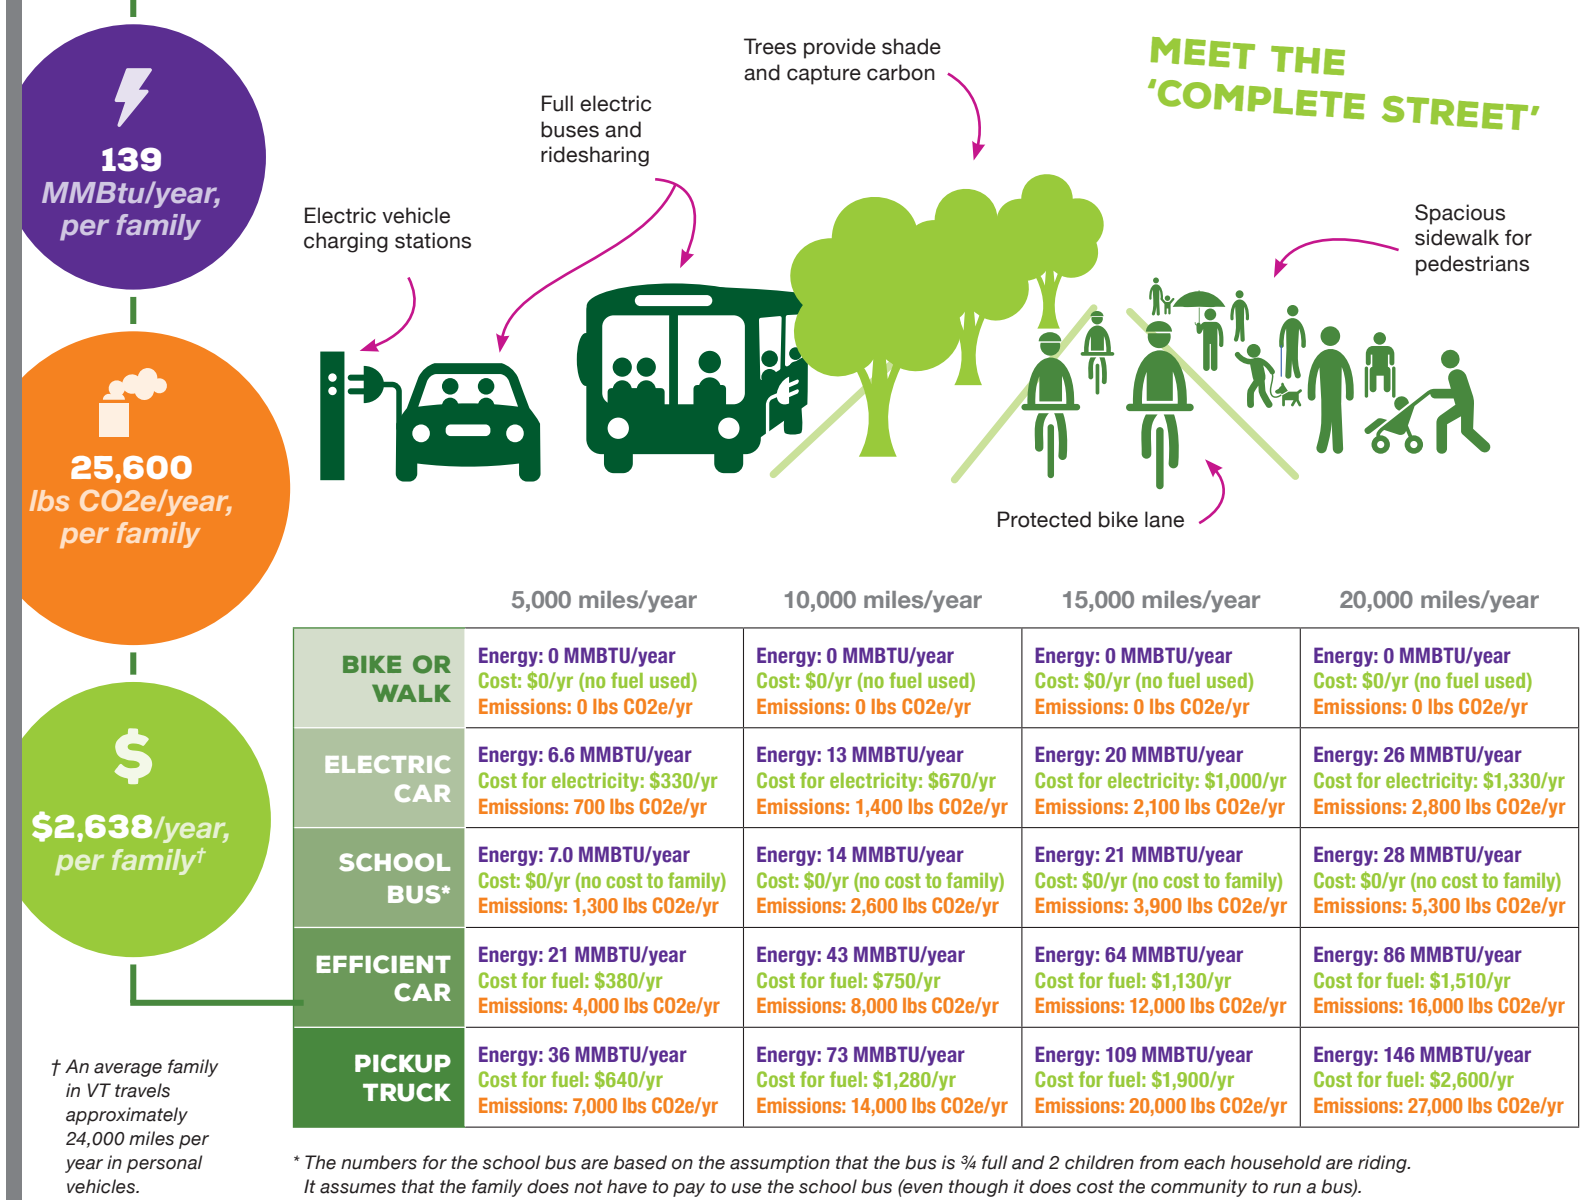 139
MMBtu/year,
per family
25,600
lbs CO2e/year,
per family
$
$2,638/year,
per family†
† An average family
in VT travels
approximately
24,000 miles per
year in personal
vehicles.
MEET THE
‘COMPLETE STREET’
Trees provide shade
and capture carbon
Full electric
buses and
ridesharing
Electric vehicle
charging stations
Spacious
sidewalk for
pedestrians
Protected bike lane
5,000 miles/year
10,000 miles/year
15,000 miles/year
20,000 miles/year
BIKE OR
WALK
Energy: 0 MMBTU/year
Cost: $0/yr (no fuel used)
Emissions: 0 lbs CO2e/yr
Energy: 0 MMBTU/year
Cost: $0/yr (no fuel used)
Emissions: 0 lbs CO2e/yr
Energy: 0 MMBTU/year
Cost: $0/yr (no fuel used)
Emissions: 0 lbs CO2e/yr
Energy: 0 MMBTU/year
Cost: $0/yr (no fuel used)
Emissions: 0 lbs CO2e/yr
ELECTRIC
CAR
Energy: 6.6 MMBTU/year
Cost for electricity: $330/yr
Emissions: 700 lbs CO2e/yr
Energy: 13 MMBTU/year
Cost for electricity: $670/yr
Emissions: 1,400 lbs CO2e/yr
Energy: 20 MMBTU/year
Cost for electricity: $1,000/yr
Emissions: 2,100 lbs CO2e/yr
Energy: 26 MMBTU/year
Cost for electricity: $1,330/yr
Emissions: 2,800 lbs CO2e/yr
SCHOOL
BUS*
Energy: 7.0 MMBTU/year
Cost: $0/yr (no cost to family)
Emissions: 1,300 lbs CO2e/yr
Energy: 14 MMBTU/year
Cost: $0/yr (no cost to family)
Emissions: 2,600 lbs CO2e/yr
Energy: 21 MMBTU/year
Cost: $0/yr (no cost to family)
Emissions: 3,900 lbs CO2e/yr
Energy: 28 MMBTU/year
Cost: $0/yr (no cost to family)
Emissions: 5,300 lbs CO2e/yr
EFFICIENT
CAR
Energy: 21 MMBTU/year
Cost for fuel: $380/yr
Emissions: 4,000 lbs CO2e/yr
Energy: 43 MMBTU/year
Cost for fuel: $750/yr
Emissions: 8,000 lbs CO2e/yr
Energy: 64 MMBTU/year
Cost for fuel: $1,130/yr
Emissions: 12,000 lbs CO2e/yr
Energy: 86 MMBTU/year
Cost for fuel: $1,510/yr
Emissions: 16,000 lbs CO2e/yr
PICKUP
TRUCK
Energy: 36 MMBTU/year
Cost for fuel: $640/yr
Emissions: 7,000 lbs CO2e/yr
Energy: 73 MMBTU/year
Cost for fuel: $1,280/yr
Emissions: 14,000 lbs CO2e/yr
Energy: 109 MMBTU/year
Cost for fuel: $1,900/yr
Emissions: 20,000 lbs CO2e/yr
Energy: 146 MMBTU/year
Cost for fuel: $2,600/yr
Emissions: 27,000 lbs CO2e/yr
* The numbers for the school bus are based on the assumption that the bus is ¾ full and 2 children from each household are riding.
It assumes that the family does not have to pay to use the school bus (even though it does cost the community to run a bus).